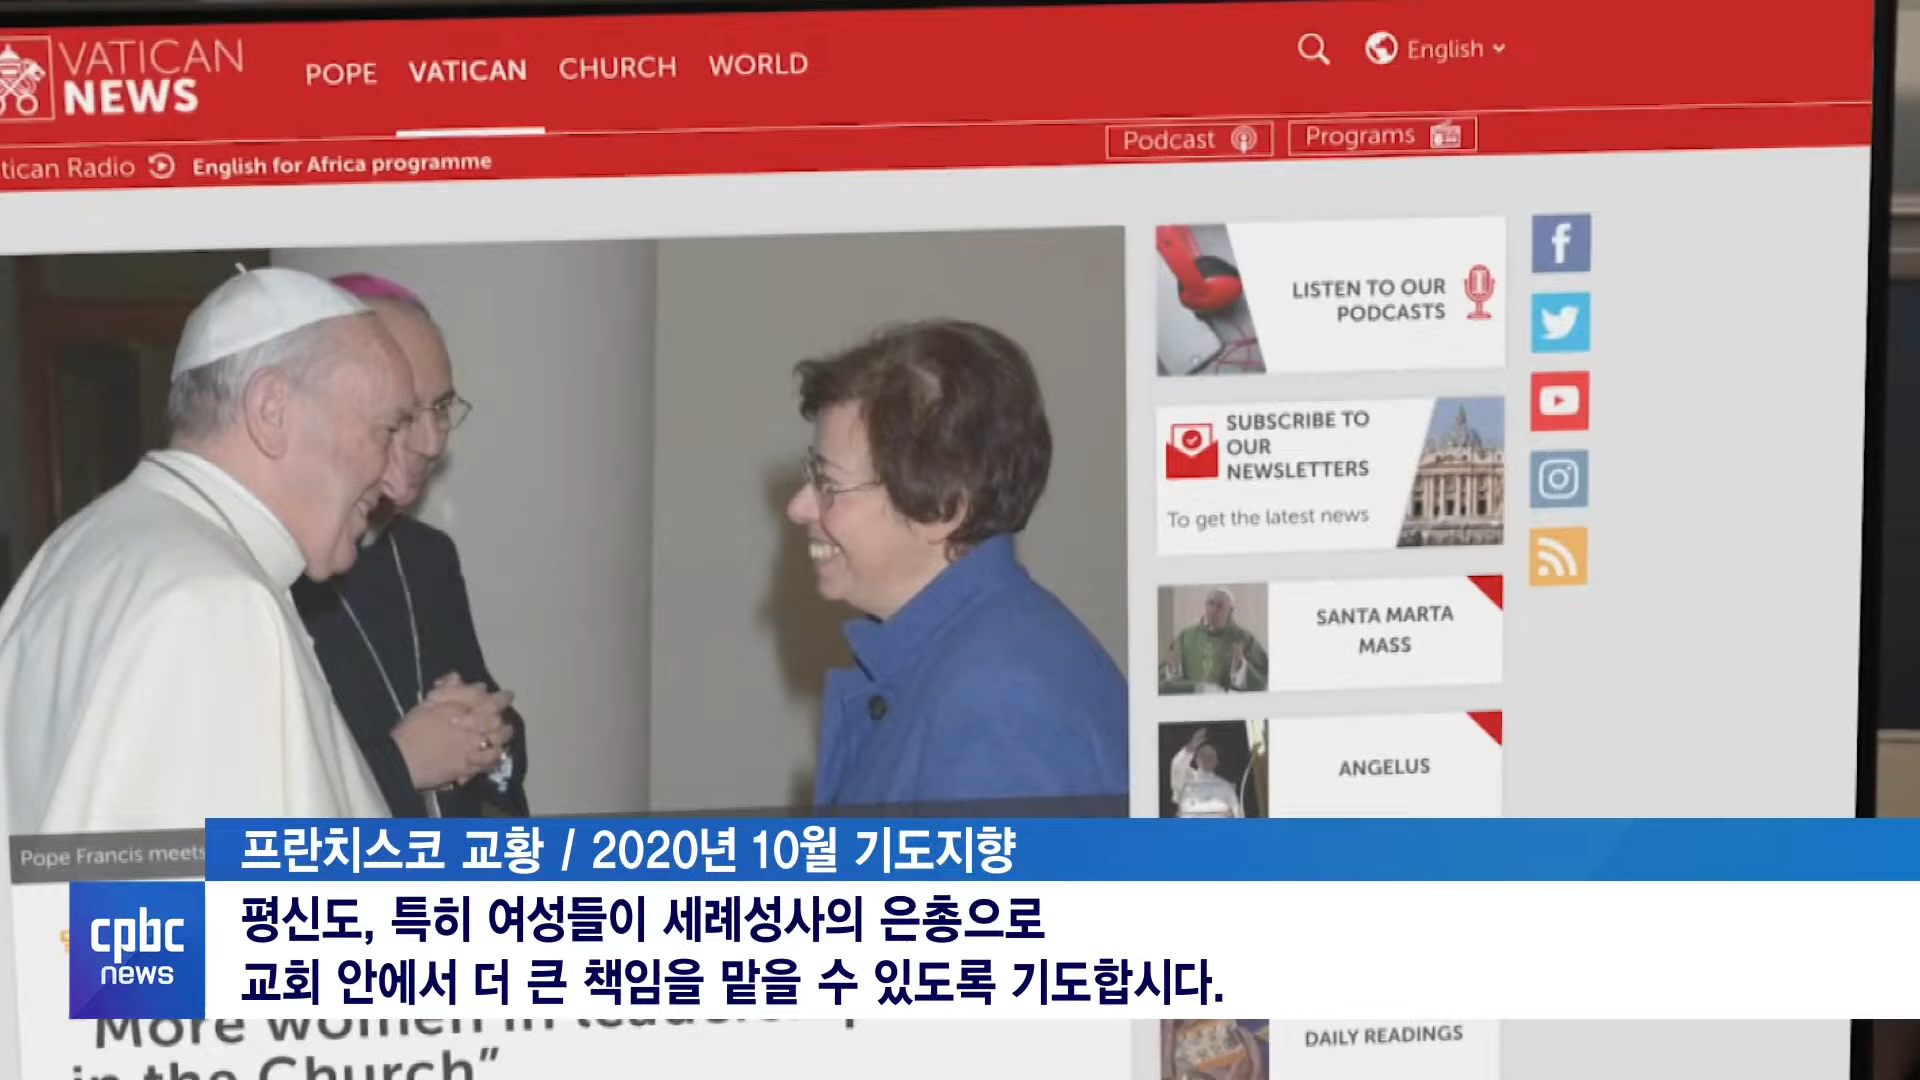 VATICAN
NEWS
POPE
VATICAN
CHURCH
WORLD
English
Podcast
Programs
tican Radio
English for Africa programme
LISTEN TO OUR
PODCASTS
SUBSCRIBE TO
OUR
NEWSLETTERS
To get the latest news
SANTA MARTA
MASS
ANGELUS
Pope Francis meets
프란치스코 교황 / 2020년 10월 기도지향
cpbc
news
평신도, 특히 여성들이 세례성사의 은총으로
교회 안에서 더 큰 책임을 맡을 수 있도록 기도합시다.
"More women in
in the Church”
DAILY READINGS